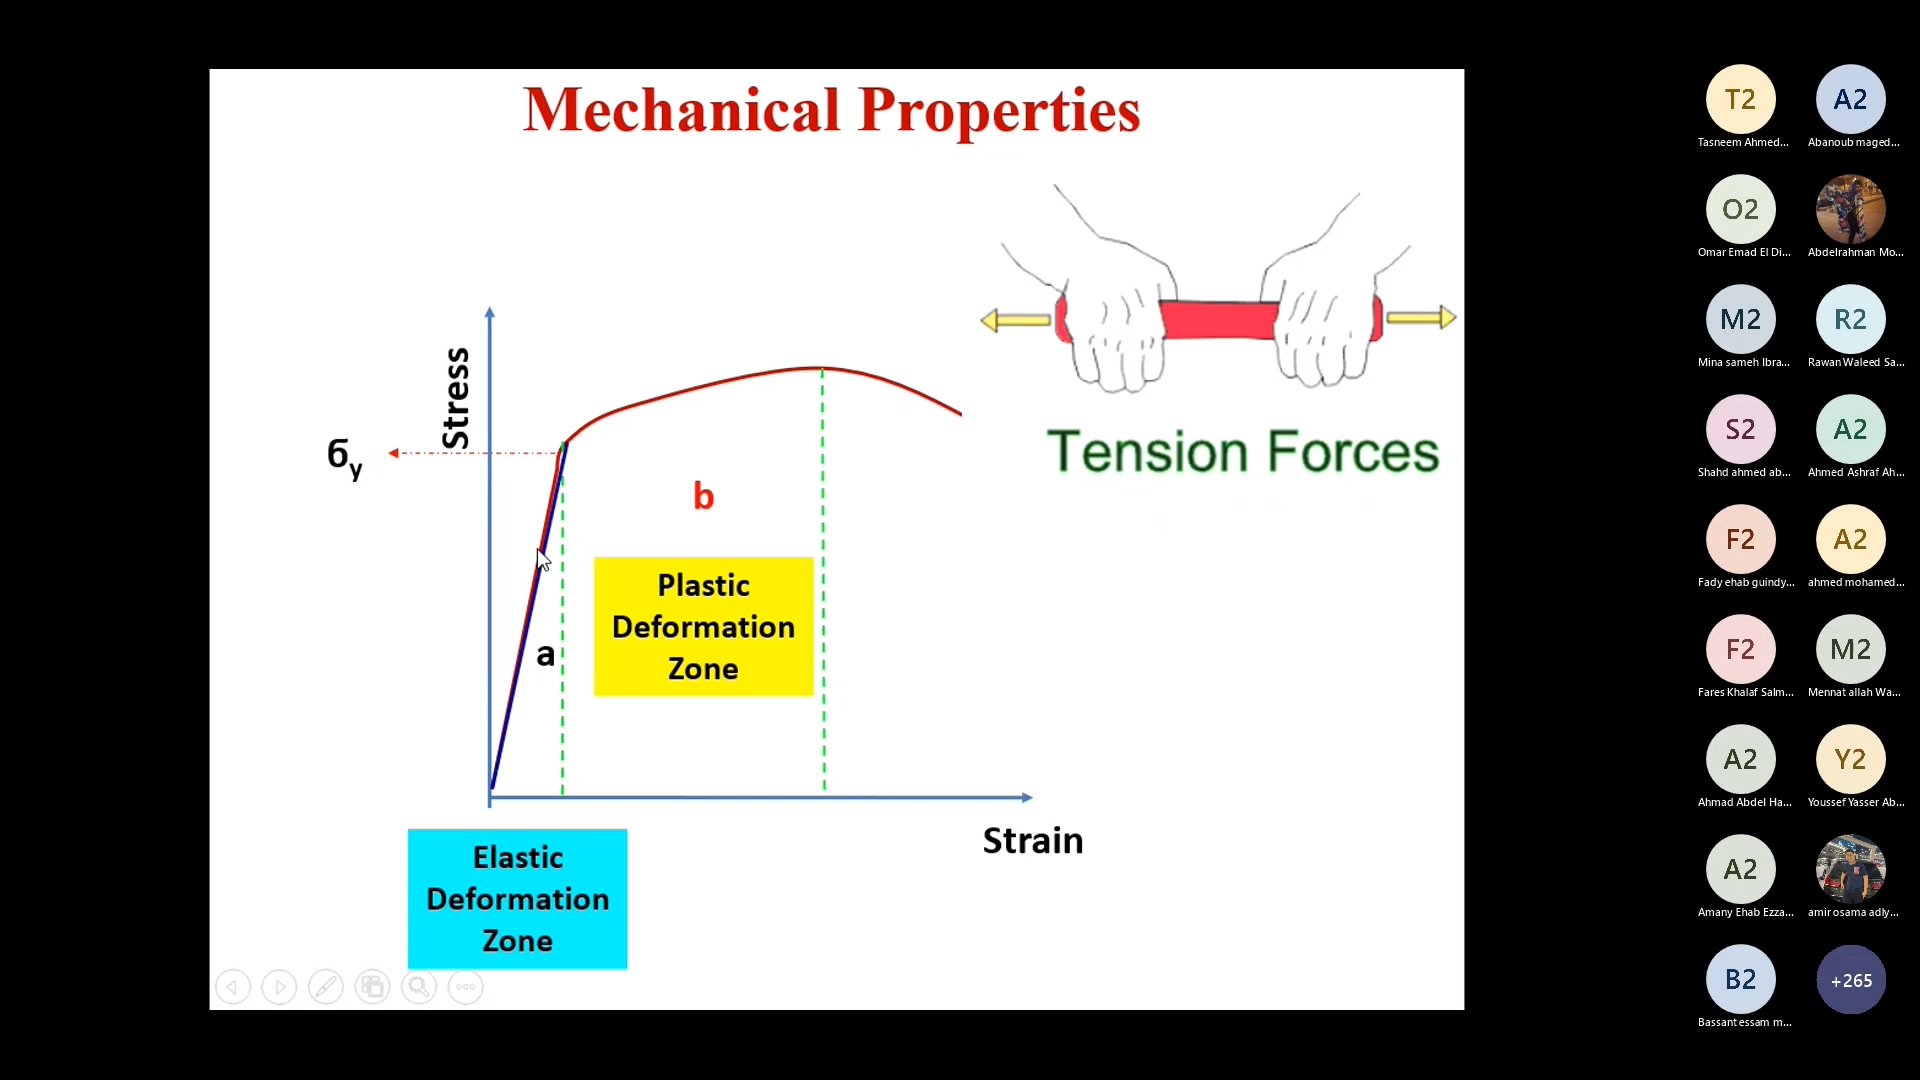 Mechanical Properties
Stress
бy
b
a
Plastic
Deformation
Zone
Elastic
Deformation
Zone
Strain
Tension Forces
T2
A2
Tasneem Ahmed...
Abanoub maged...
O2
Omar Emad El Di...
Abdelrahman Mo...
M2
R2
Mina sameh Ibra...
Rawan Waleed Sa...
S2
A2
Shahd ahmed ab...
Ahmed Ashraf Ah...
F2
A2
Fady ehab guindy...
ahmed mohamed...
F2
M2
Fares Khalaf Salm...
Mennat allah Wa...
A2
Y2
Ahmad Abdel Ha...
Youssef Yasser Ab...
A2
Amany Ehab Ezza...
amir osama adly...
B2
+265
Bassant essam m...